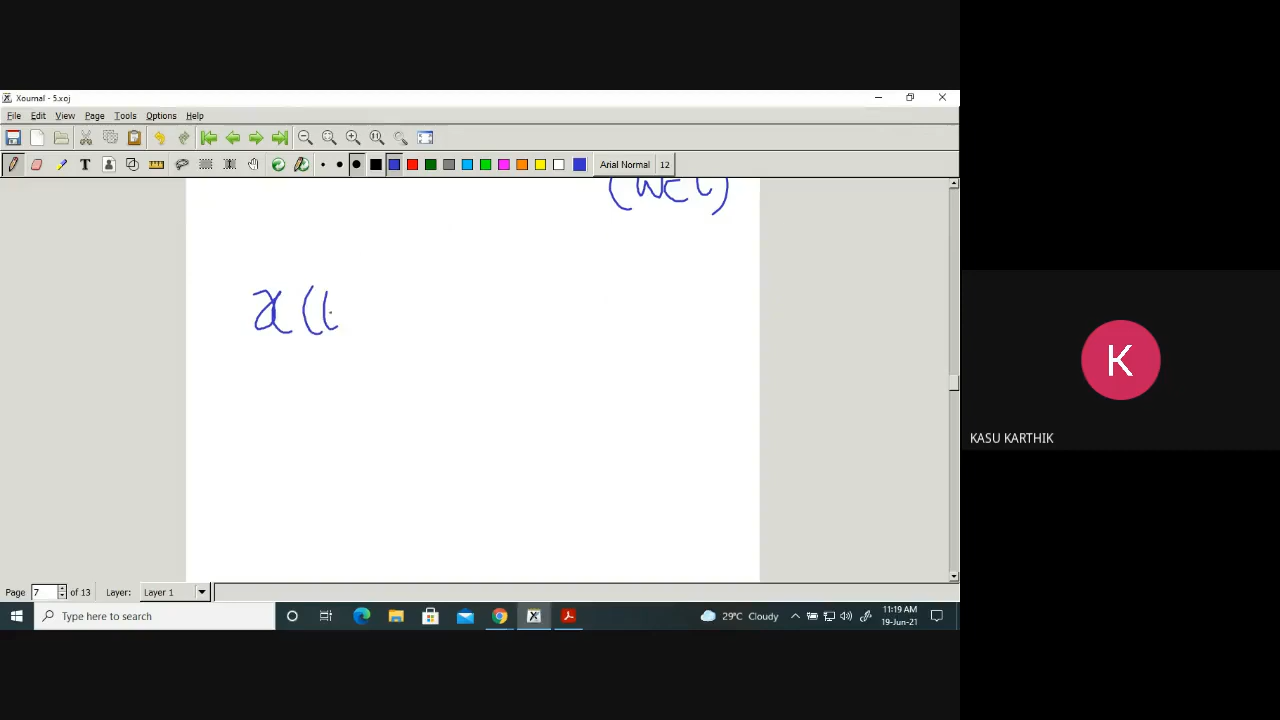 Xournal - 5.xoj
File Edit View Page Tools Options Help
T Arial Normal 12
x(t
K
KASU KARTHIK
Page 7 of 13 Layer: Layer 1
Type here to search 29°C Cloudy 11:19 AM
19-Jun-21